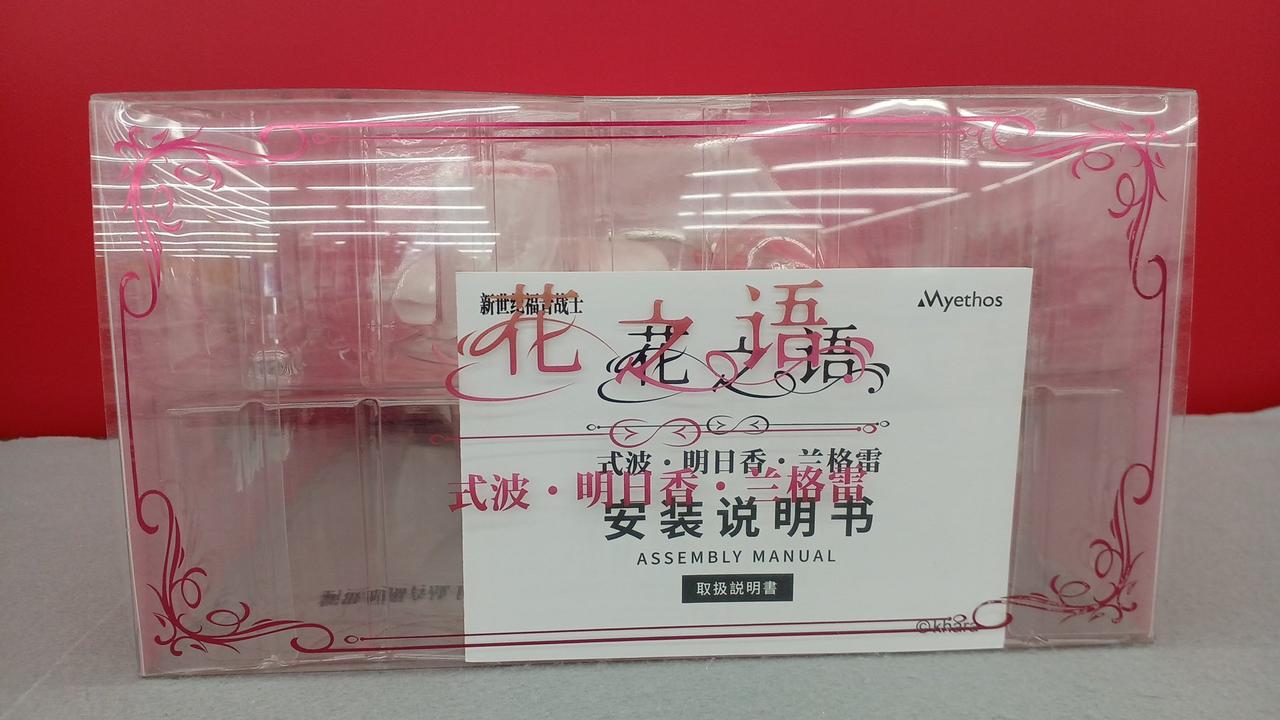 新世纪福音战士
Myethos
花之语
花之语
式波·明日香·兰格雷
式波·明日香·兰格雷
安装说明书
ASSEMBLY MANUAL
取扱説明書
©khara